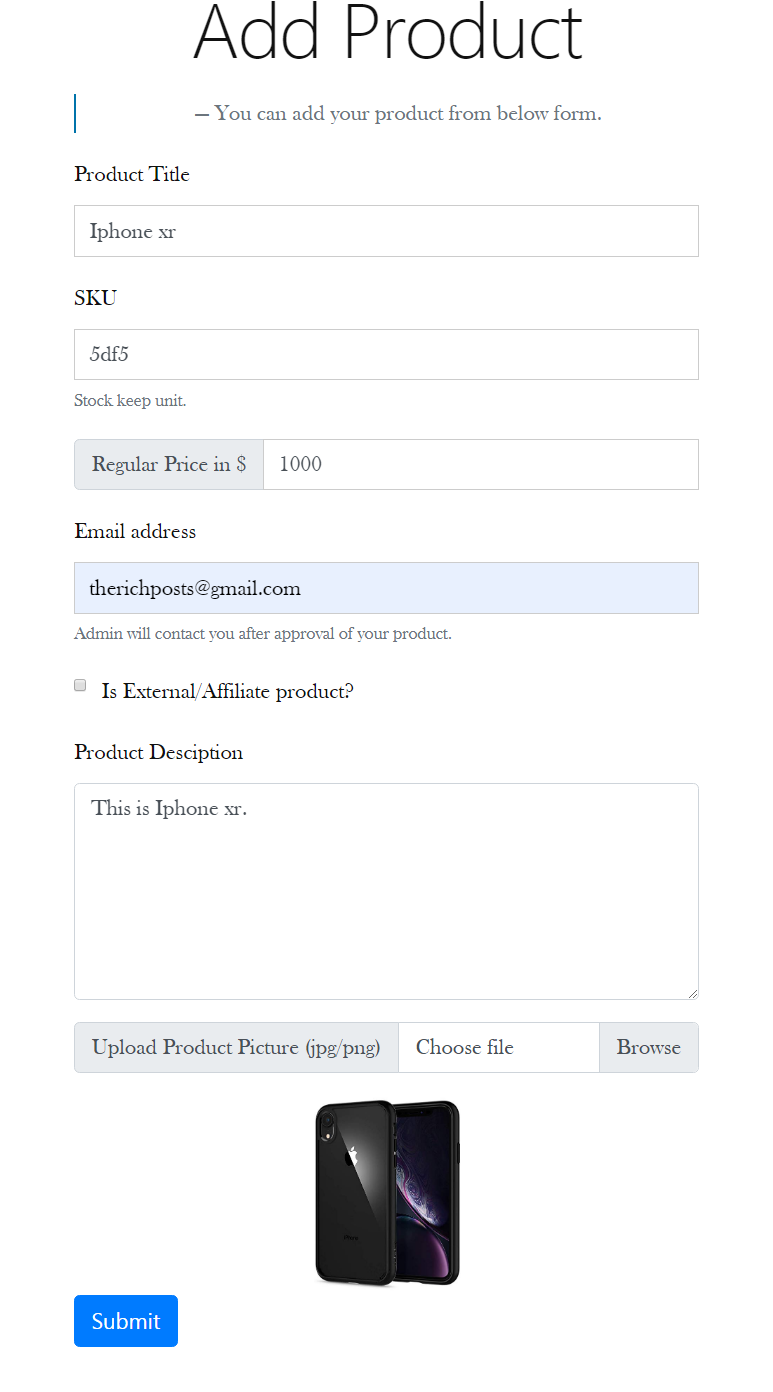 Add Product
— You can add your product from below form.
Product Title
Iphone xr
SKU
5df5
Stock keep unit.
Regular Price in $ 1000
Email address
therichposts@gmail.com
Admin will contact you after approval of your product.
Is External/Affiliate product?
Product Desciption
This is Iphone xr.
Upload Product Picture (jpg/png) Choose file Browse
Submit